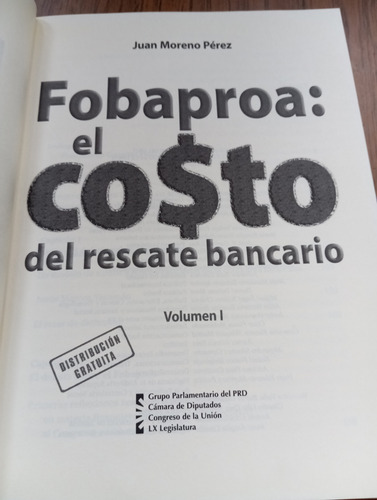 Juan Moreno Pérez
Fobaproa:
el
co$to
del rescate bancario
Volumen I
DISTRIBUCIÓN
GRATUITA
Grupo Parlamentario del PRD
Cámara de Diputados
Congreso de la Unión
LX Legislatura